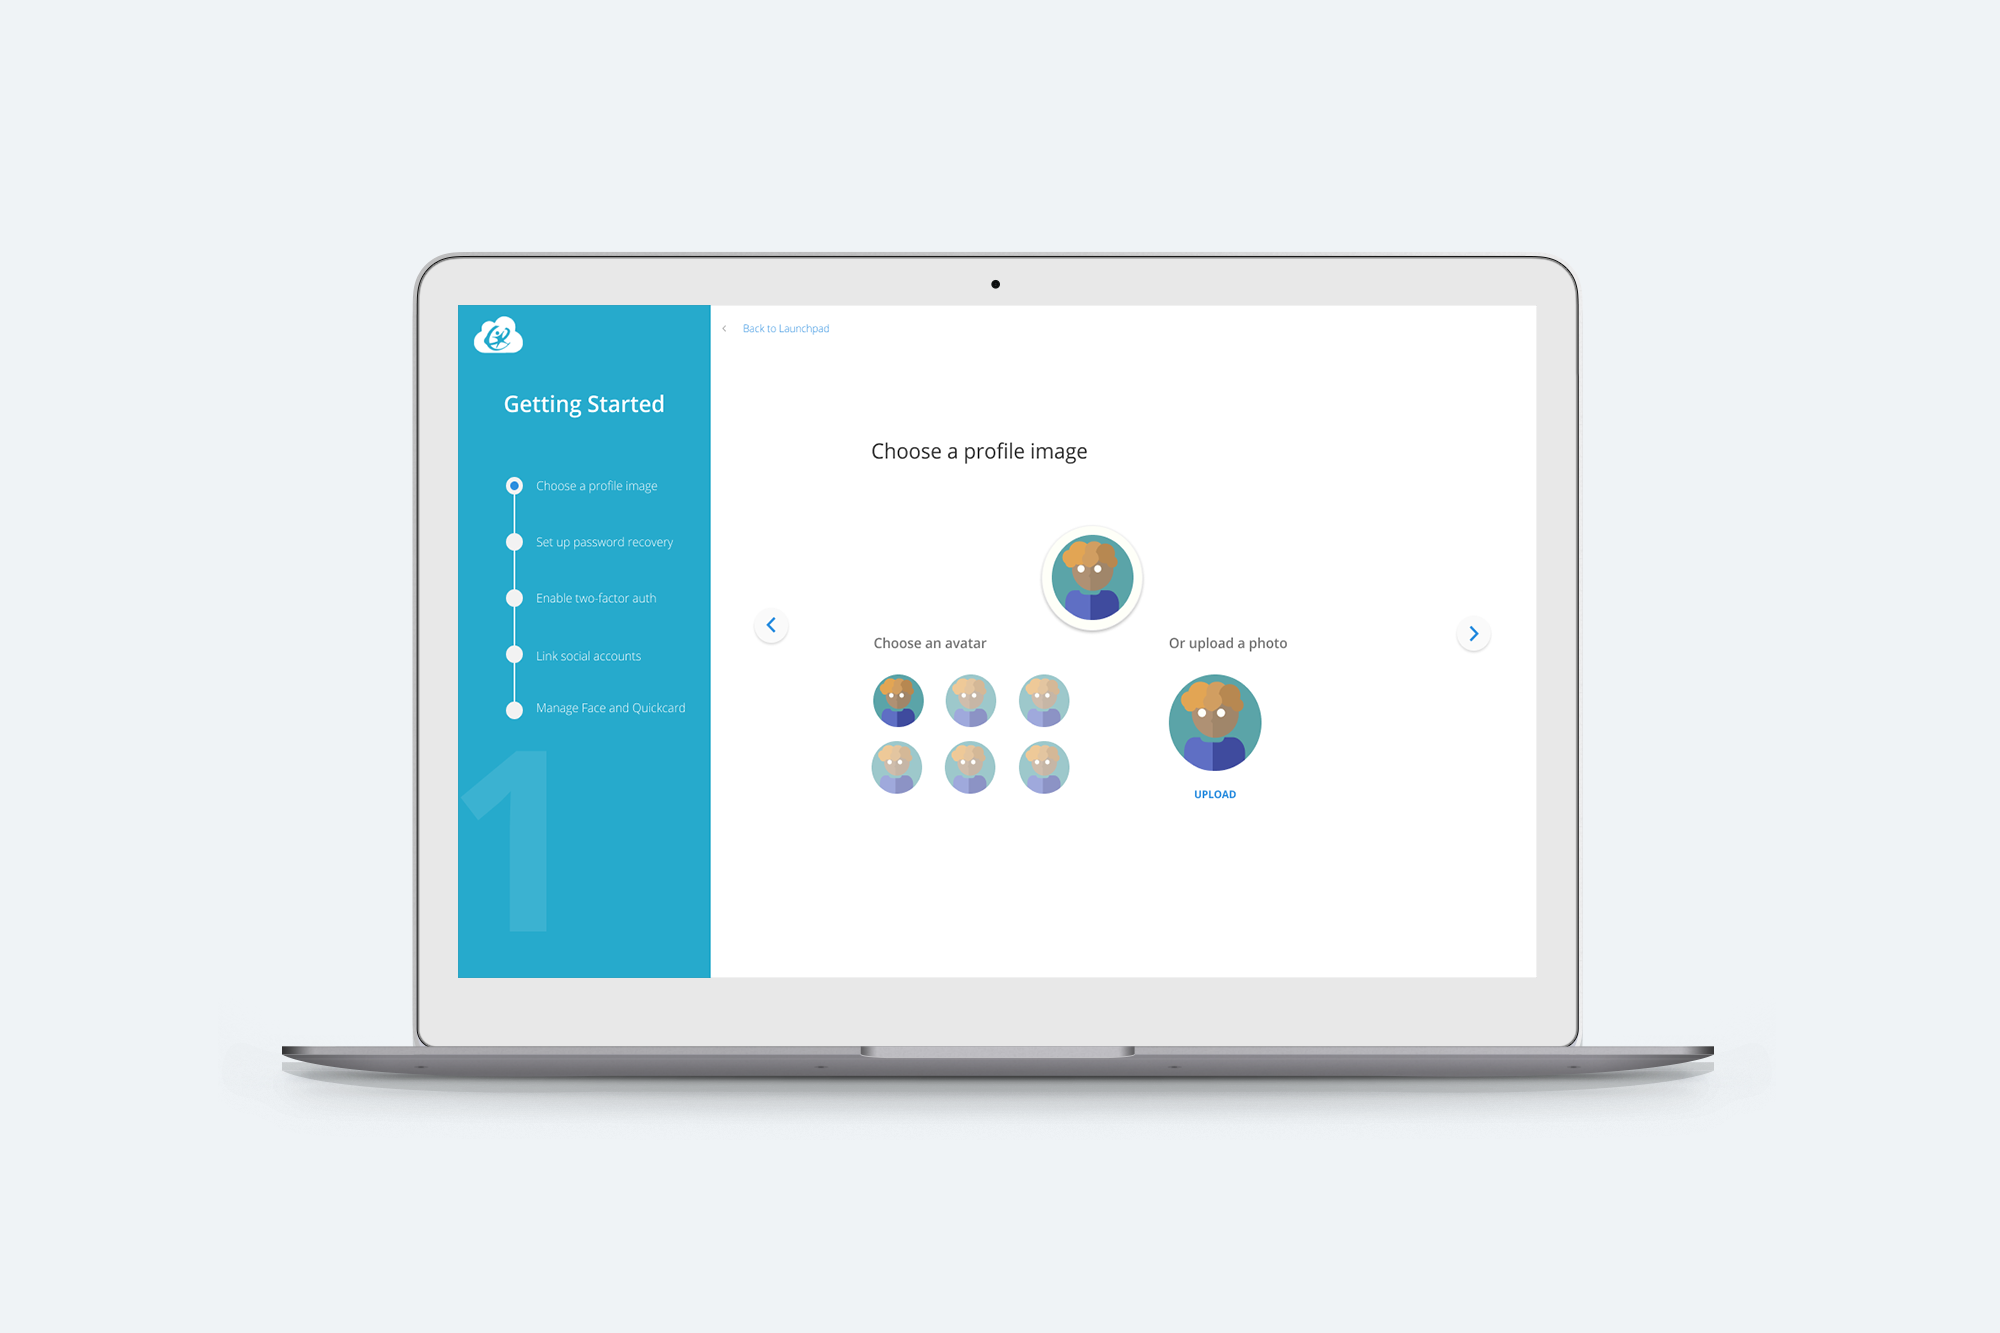 Back to Launchpad
Getting Started
Choose a profile image
Set up password recovery
Enable two-factor auth
Link social accounts
Manage Face and Quickcard
1
Choose a profile image
Choose an avatar
Or upload a photo
UPLOAD